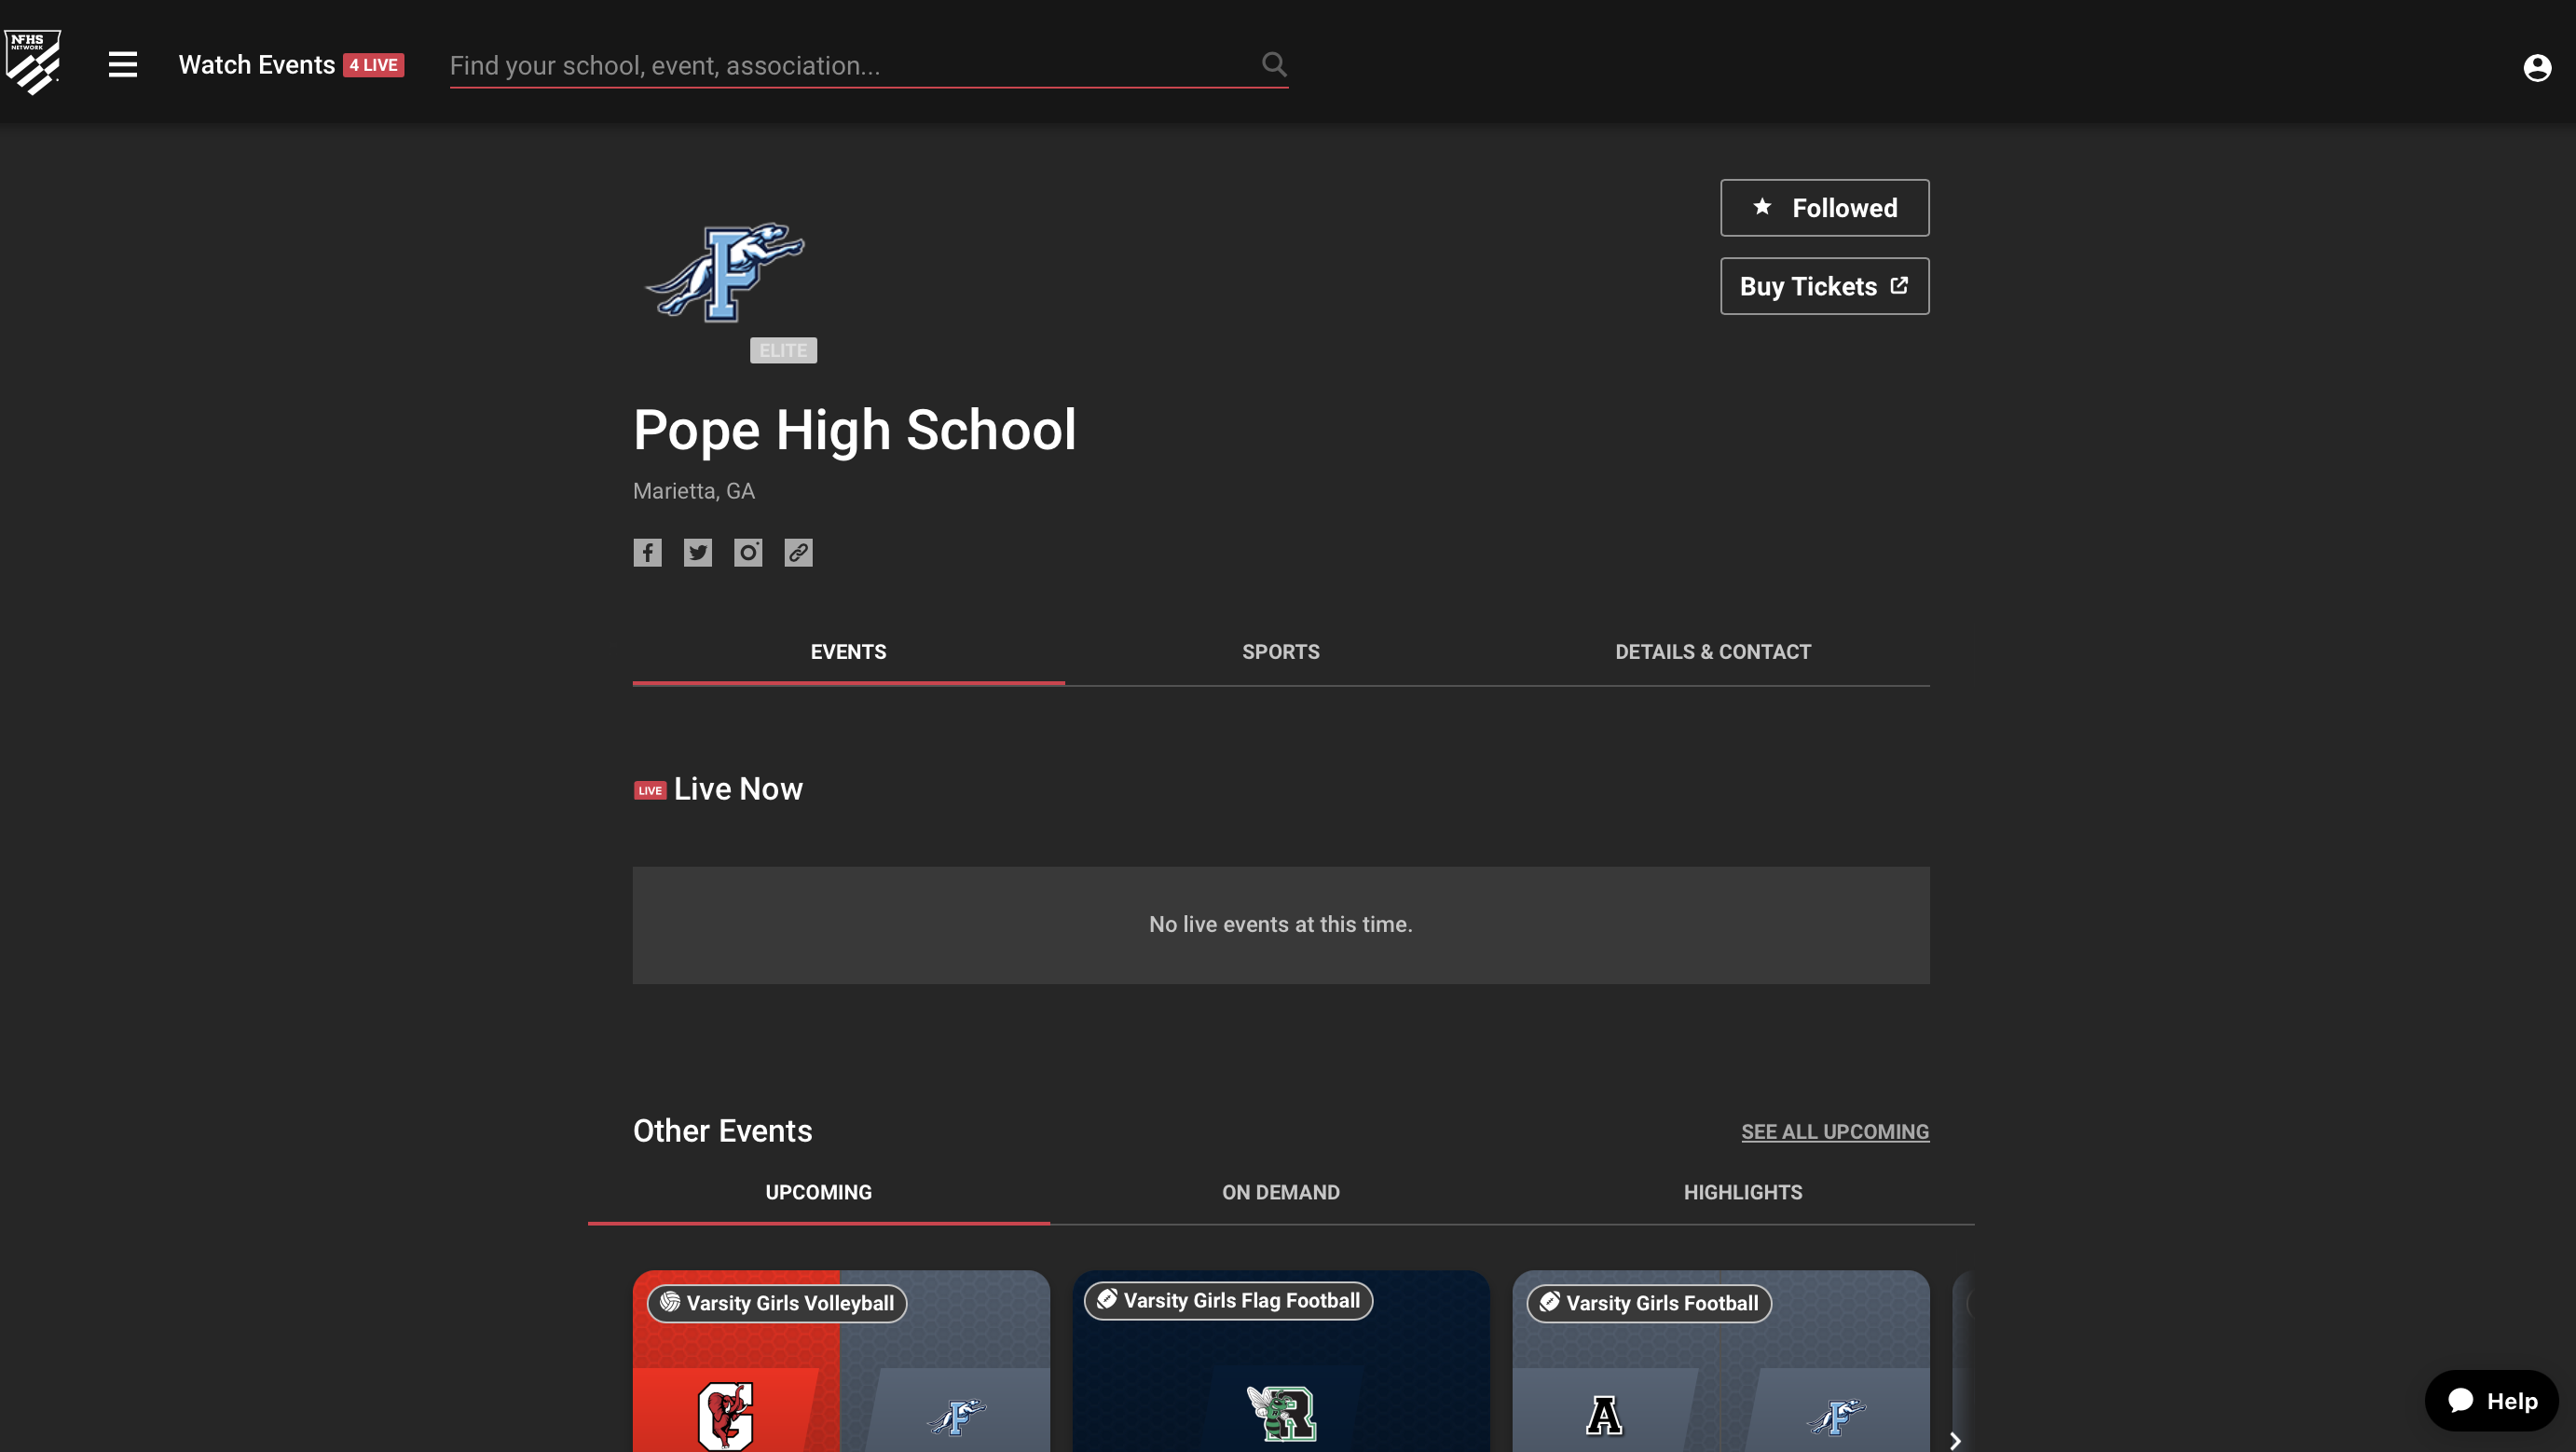 NFHS
NETWORK
Watch Events 4 LIVE
Find your school, event, association...
Followed
Buy Tickets
P
ELITE
Pope High School
Marietta, GA
EVENTS
SPORTS
DETAILS & CONTACT
LIVE Live Now
No live events at this time.
Other Events
SEE ALL UPCOMING
UPCOMING
ON DEMAND
HIGHLIGHTS
Varsity Girls Volleyball
Varsity Girls Flag Football
Varsity Girls Football
G
P
R
A
P
Help